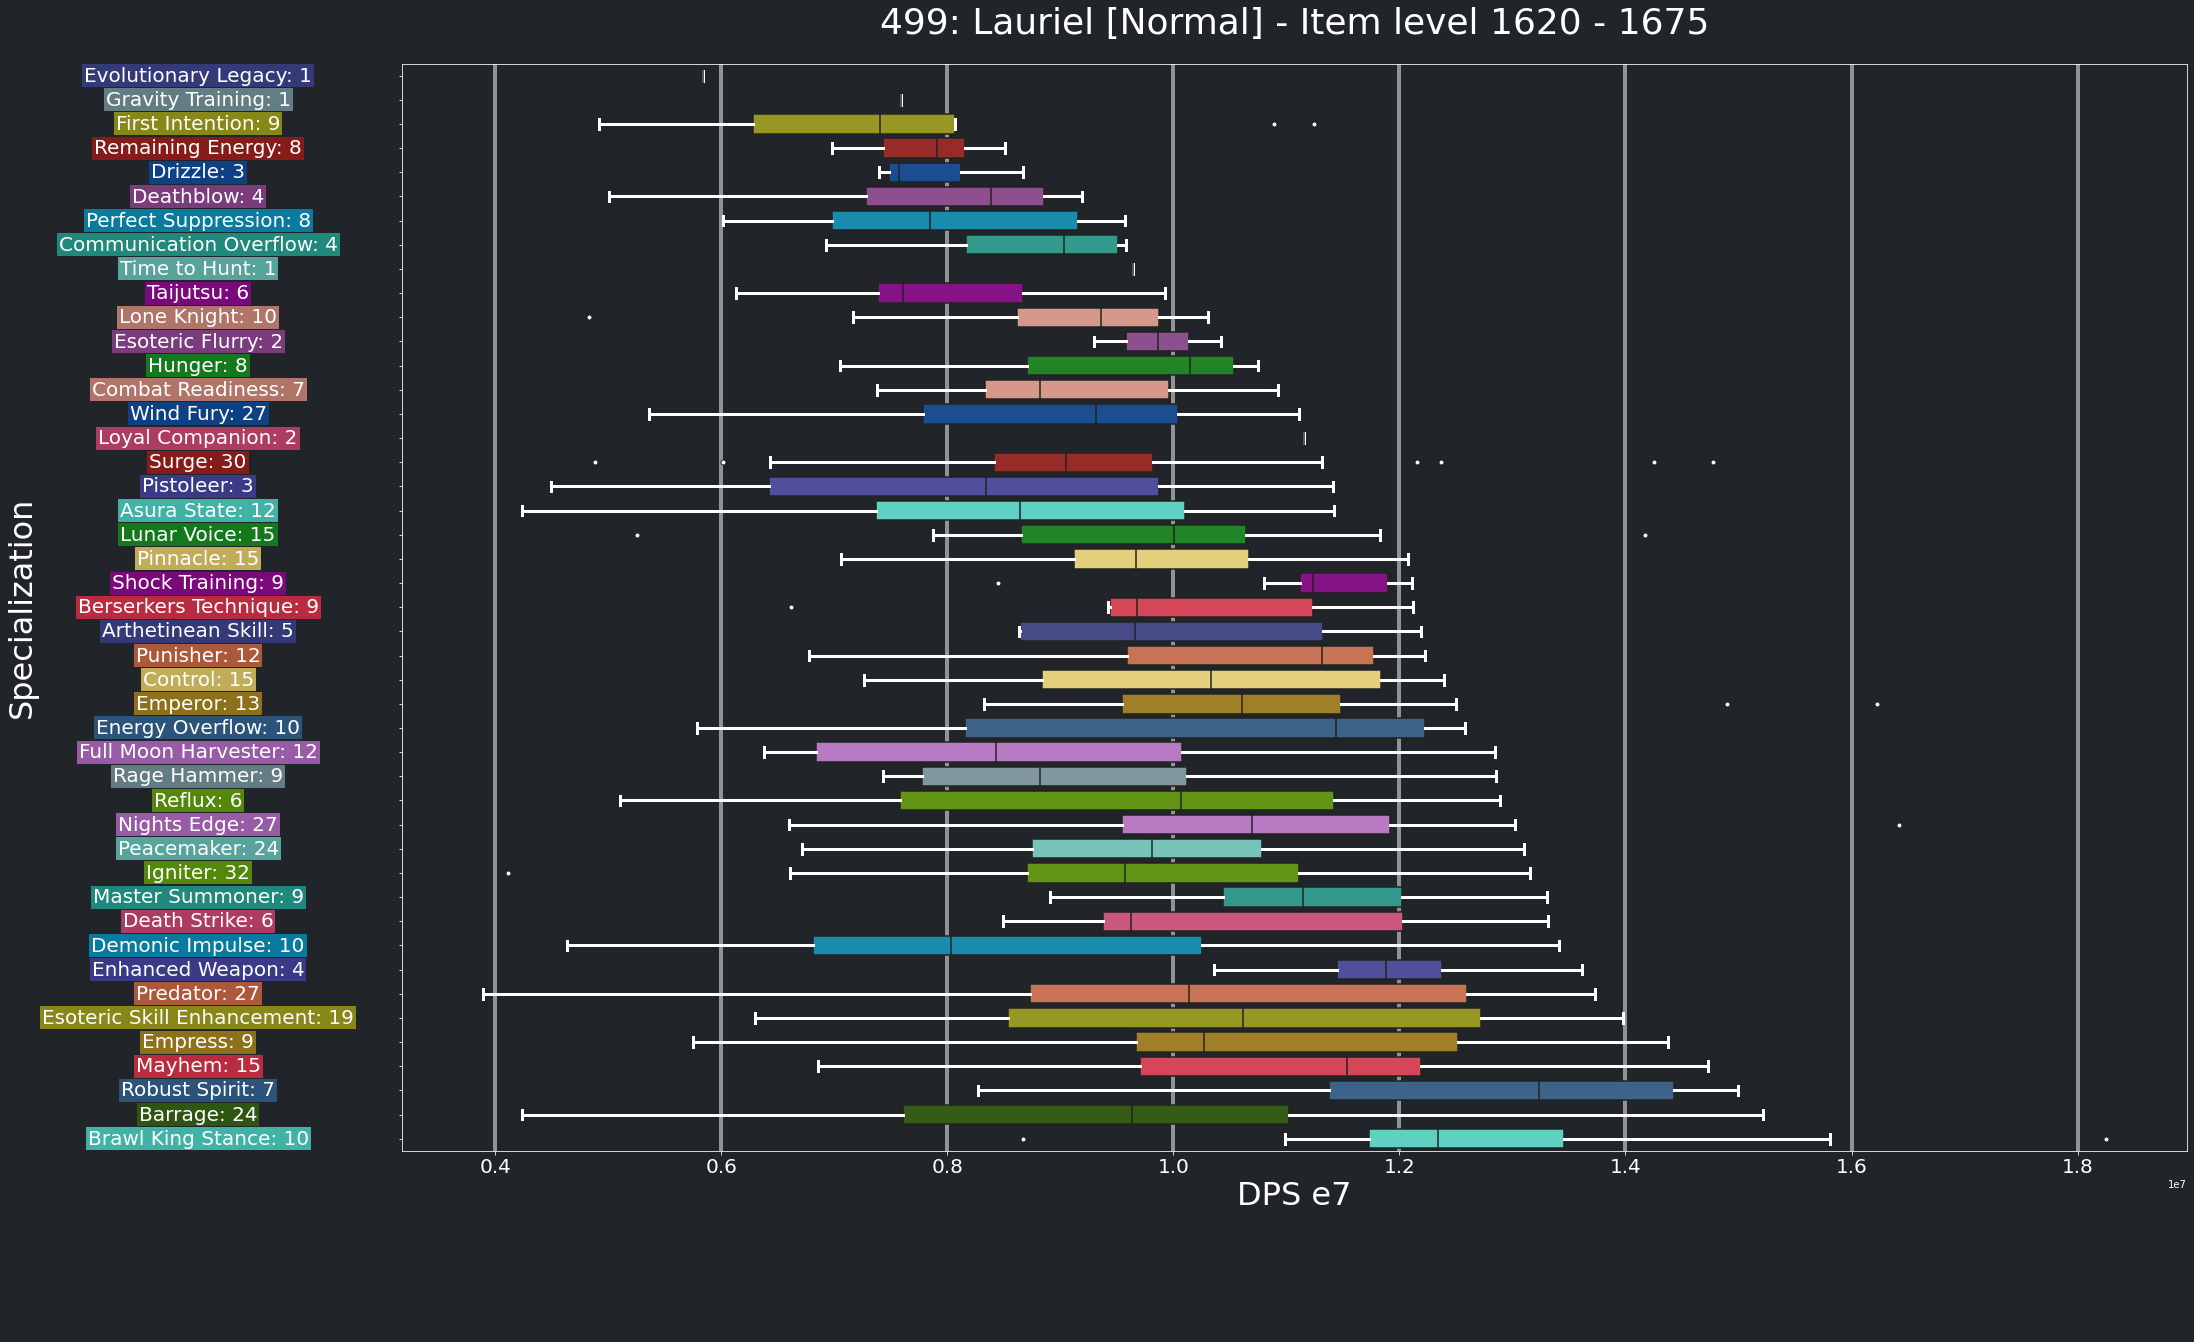 499: Lauriel [Normal] - Item level 1620 - 1675
Specialization
Evolutionary Legacy: 1
Gravity Training: 1
First Intention: 9
Remaining Energy: 8
Drizzle: 3
Deathblow: 4
Perfect Suppression: 8
Communication Overflow: 4
Time to Hunt: 1
Taijutsu: 6
Lone Knight: 10
Esoteric Flurry: 2
Hunger: 8
Combat Readiness: 7
Wind Fury: 27
Loyal Companion: 2
Surge: 30
Pistoleer: 3
Asura State: 12
Lunar Voice: 15
Pinnacle: 15
Shock Training: 9
Berserkers Technique: 9
Arthetinean Skill: 5
Punisher: 12
Control: 15
Emperor: 13
Energy Overflow: 10
Full Moon Harvester: 12
Rage Hammer: 9
Reflux: 6
Nights Edge: 27
Peacemaker: 24
Igniter: 32
Master Summoner: 9
Death Strike: 6
Demonic Impulse: 10
Enhanced Weapon: 4
Predator: 27
Esoteric Skill Enhancement: 19
Empress: 9
Mayhem: 15
Robust Spirit: 7
Barrage: 24
Brawl King Stance: 10
0.4 0.6 0.8 1.0 1.2 1.4 1.6 1.8
1e7
DPS e7